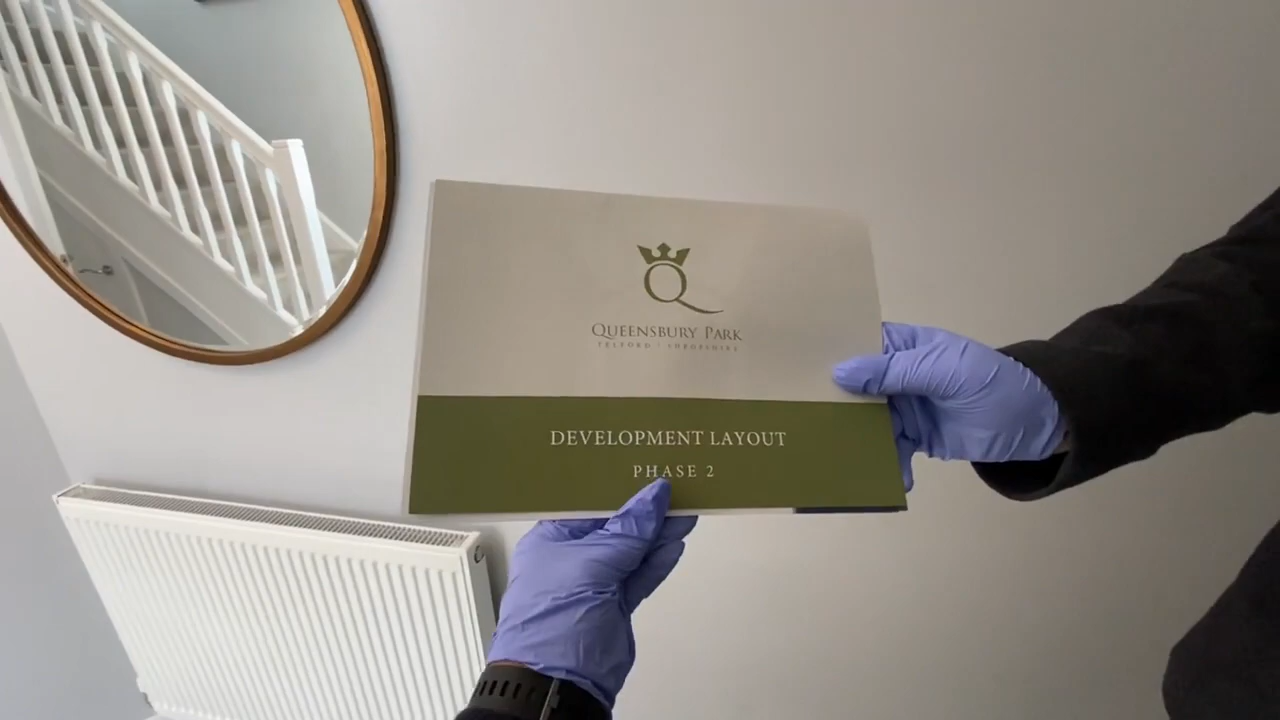 Q
QUEENSBURY PARK
TELFORD · SHROPSHIRE
DEVELOPMENT LAYOUT
PHASE 2